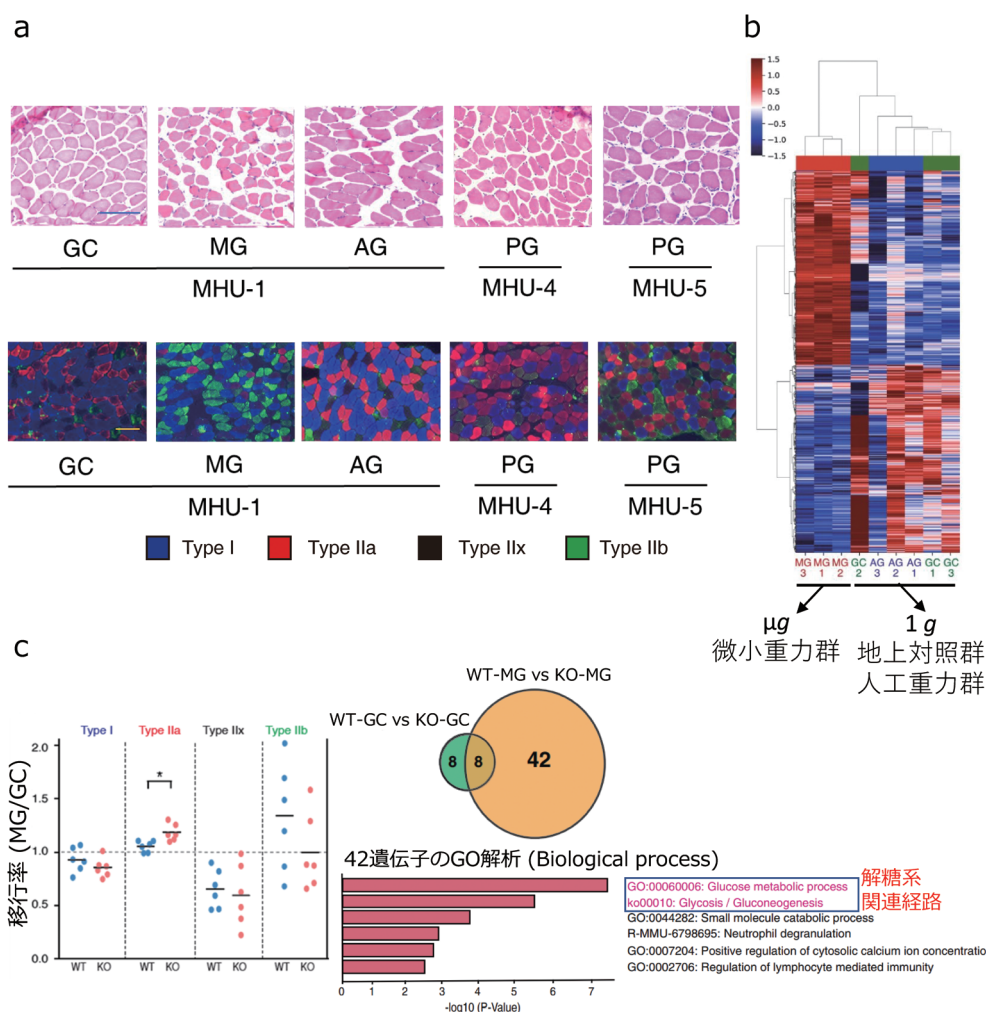 a
GC
MG
AG
PG
PG
MHU-1
MHU-4
MHU-5
GC
MG
AG
PG
PG
MHU-1
MHU-4
MHU-5
Type I
Type IIa
Type IIx
Type IIb
b
1.5
1.0
0.5
0.0
−0.5
−1.0
−1.5
MG MG MG GC AG AG AG GC GC
3 1 2 2 3 2 1 1 3
μg
微小重力群
1 g
地上対照群
人工重力群
c
Type I
Type IIa
Type IIx
Type IIb
移行率 (MG/GC)
2.0
1.5
1.0
0.5
0.0
*
WT KO WT KO WT KO WT KO
WT-MG vs KO-MG
WT-GC vs KO-GC
8
8
42
42遺伝子のGO解析 (Biological process)
GO:00060006: Glucose metabolic process
ko00010: Glycosis / Gluconeogenesis
GO:0044282: Small molecule catabolic process
R-MMU-6798695: Neutrophil degranulation
GO:0007204: Positive regulation of cytosolic calcium ion concentratio
GO:0002706: Regulation of lymphocyte mediated immunity
解糖系
関連経路
0 1 2 3 4 5 6 7
-log10 (P-Value)